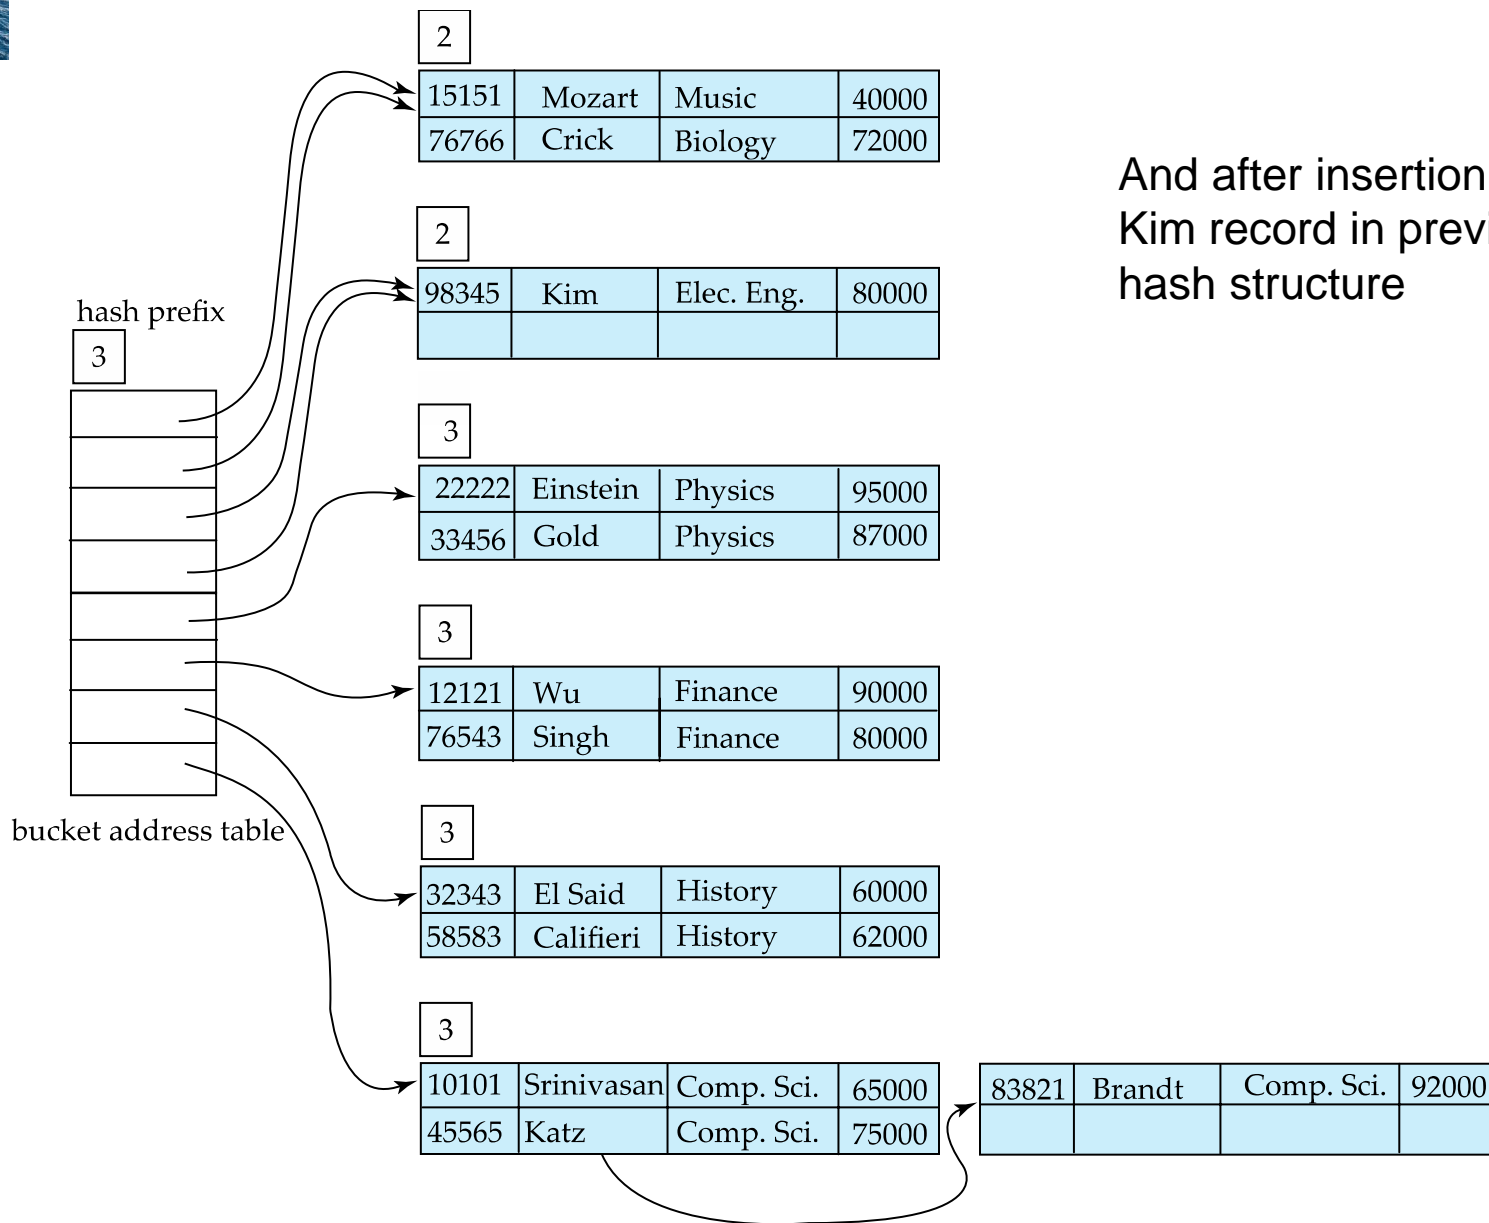 2
15151 Mozart Music 40000
76766 Crick Biology 72000
And after insertion
Kim record in previ
hash structure
2
98345 Kim Elec. Eng. 80000
hash prefix
3
3
22222 Einstein Physics 95000
33456 Gold Physics 87000
3
12121 Wu Finance 90000
76543 Singh Finance 80000
bucket address table
3
32343 El Said History 60000
58583 Califieri History 62000
3
10101 Srinivasan Comp. Sci. 65000
45565 Katz Comp. Sci. 75000
83821 Brandt Comp. Sci. 92000